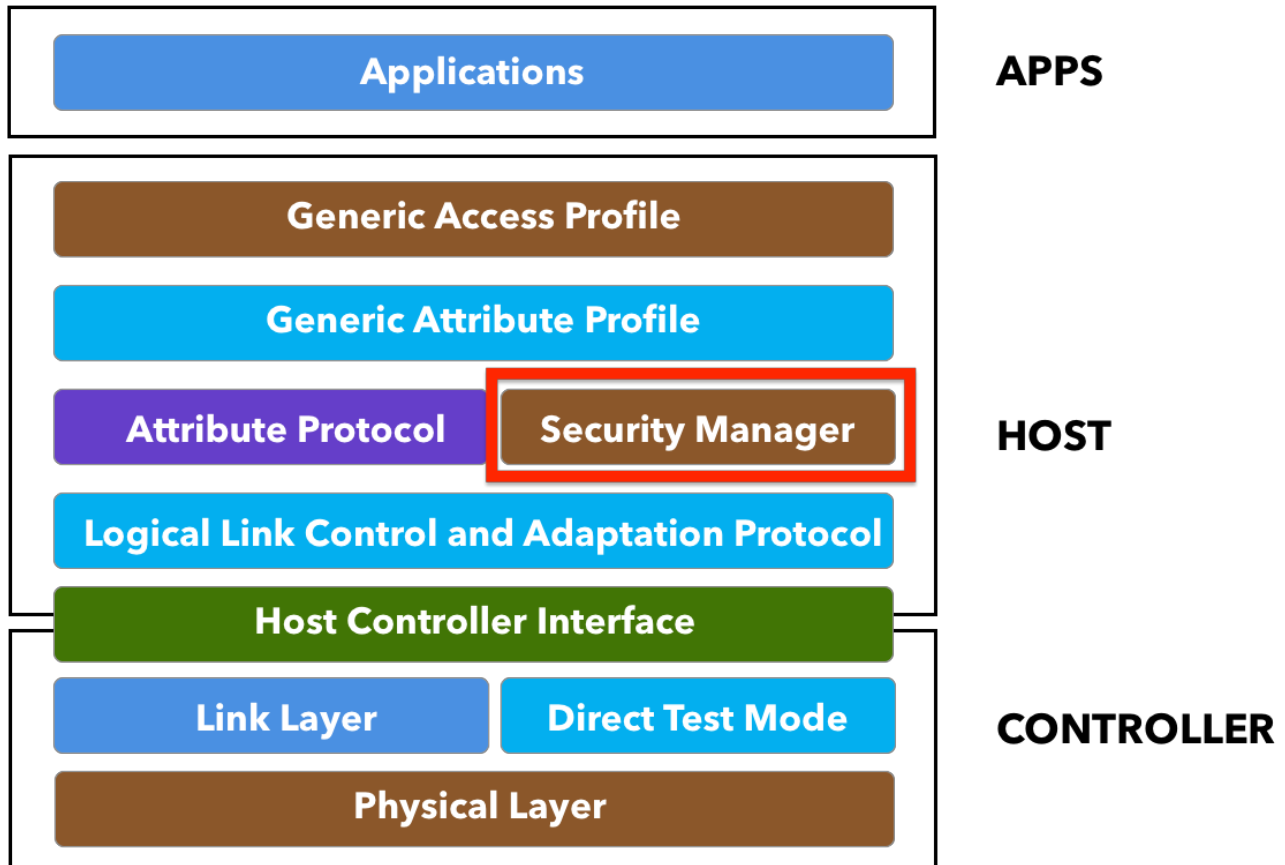 Applications
APPS
Generic Access Profile
Generic Attribute Profile
Attribute Protocol
Security Manager
HOST
Logical Link Control and Adaptation Protocol
Host Controller Interface
Link Layer
Direct Test Mode
CONTROLLER
Physical Layer